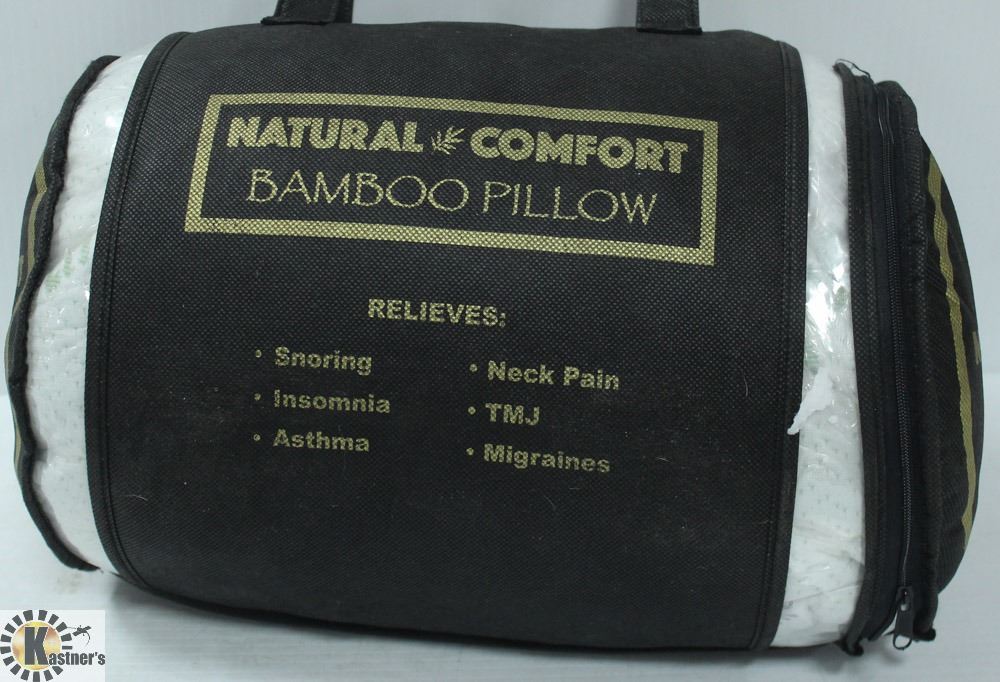 NATURAL COMFORT
BAMBOO PILLOW
RELIEVES:
• Snoring
• Insomnia
• Asthma
• Neck Pain
• TMJ
• Migraines
Kastner's